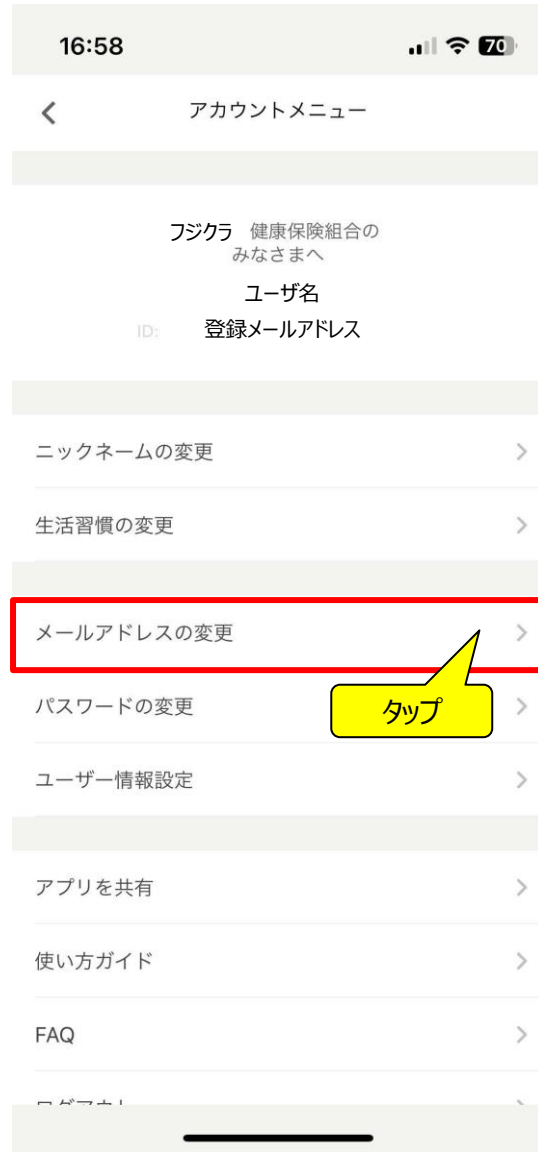 16:58
70
アカウントメニュー
フジクラ 健康保険組合の
みなさまへ
ユーザ名
ID: 登録メールアドレス
ニックネームの変更
生活習慣の変更
メールアドレスの変更
タップ
パスワードの変更
ユーザー情報設定
アプリを共有
使い方ガイド
FAQ
ログアウト